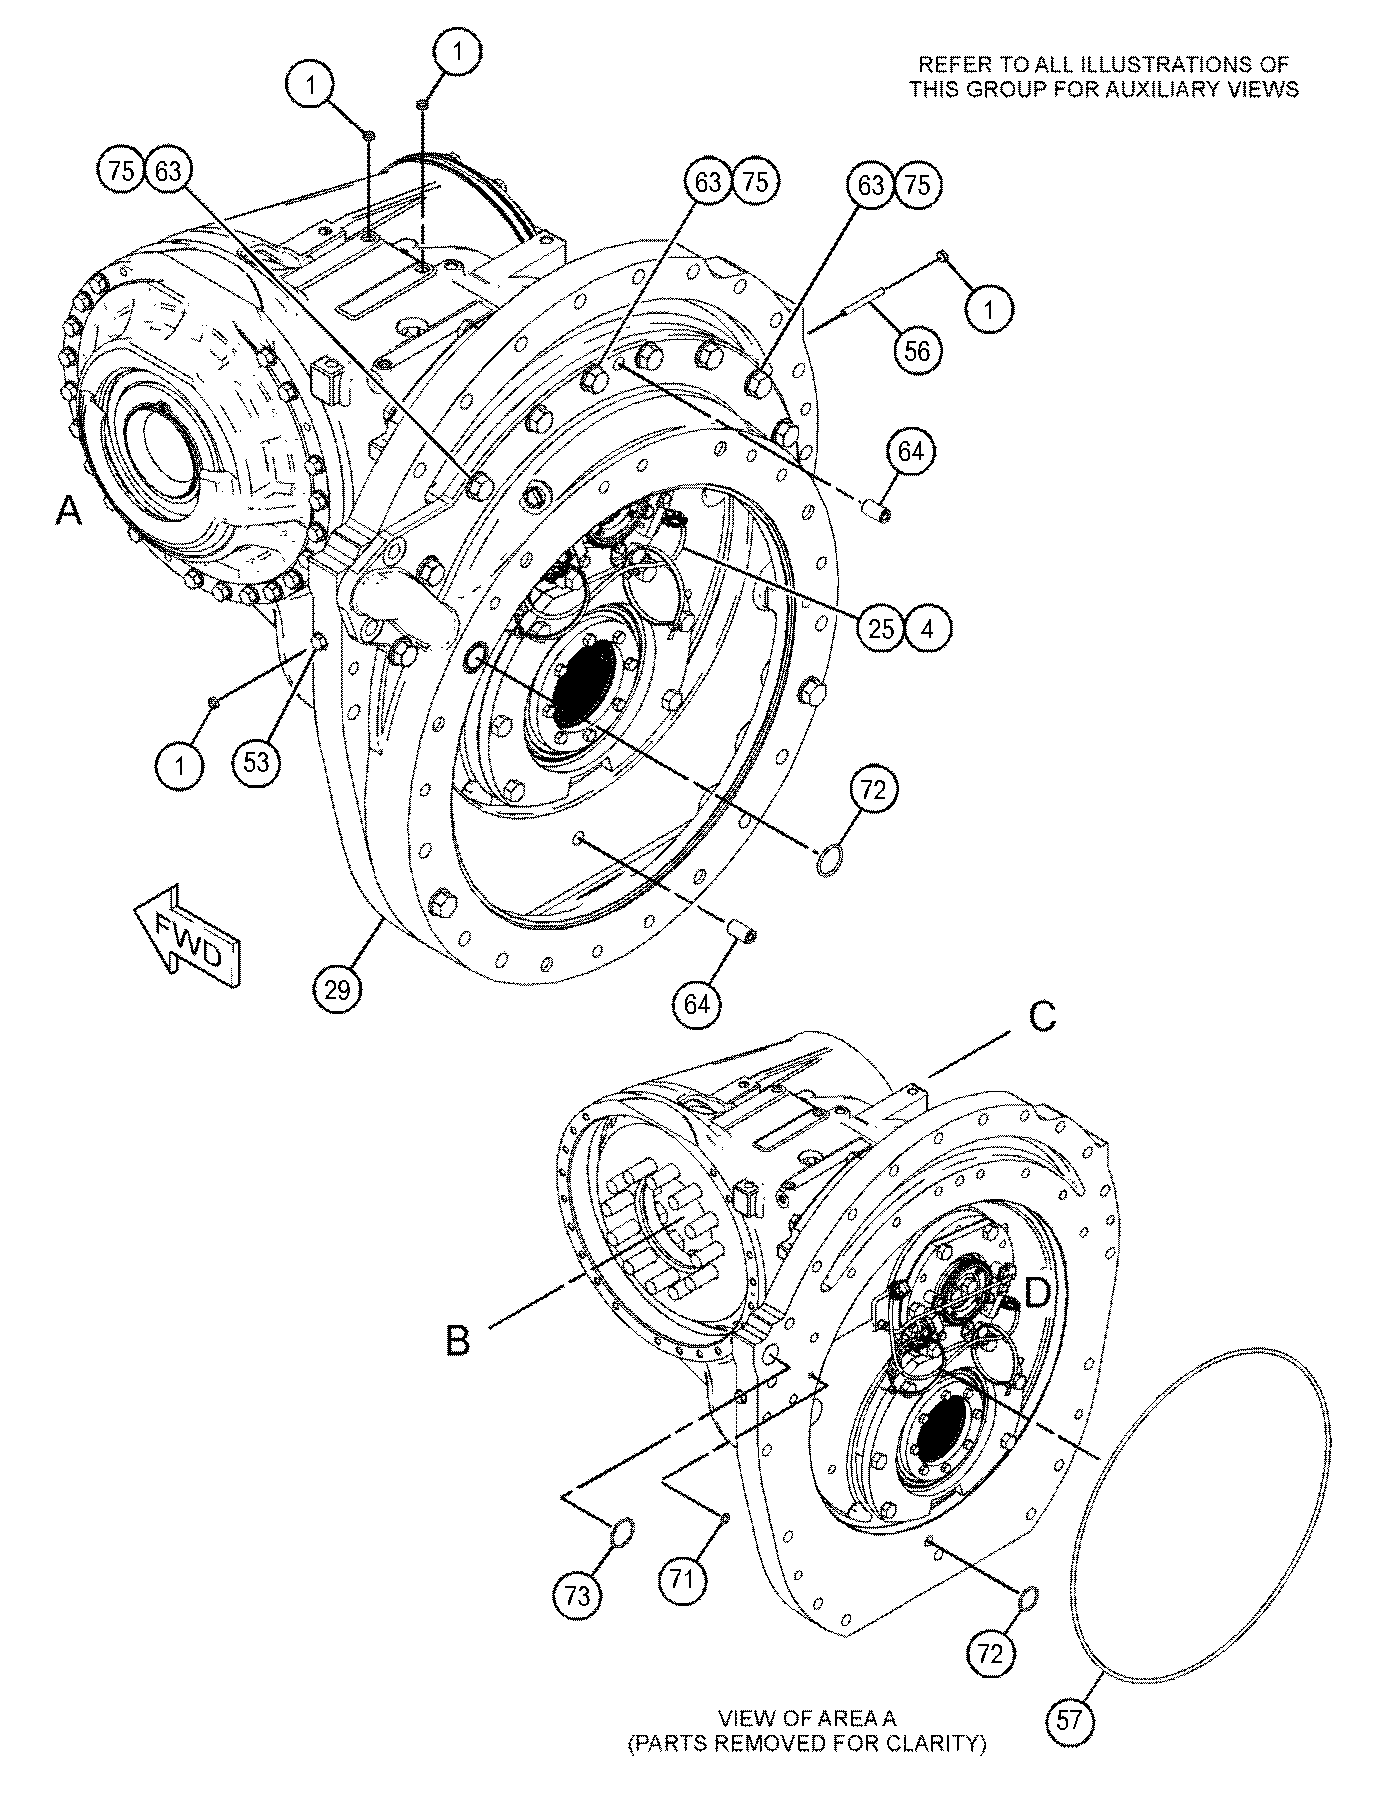 REFER TO ALL ILLUSTRATIONS OF
THIS GROUP FOR AUXILIARY VIEWS
1
1
75 63
63 75
63 75
1
56
64
A
25 4
1
53
72
FWD
29
64
C
B
D
73
71
72
57
VIEW OF AREA A
(PARTS REMOVED FOR CLARITY)